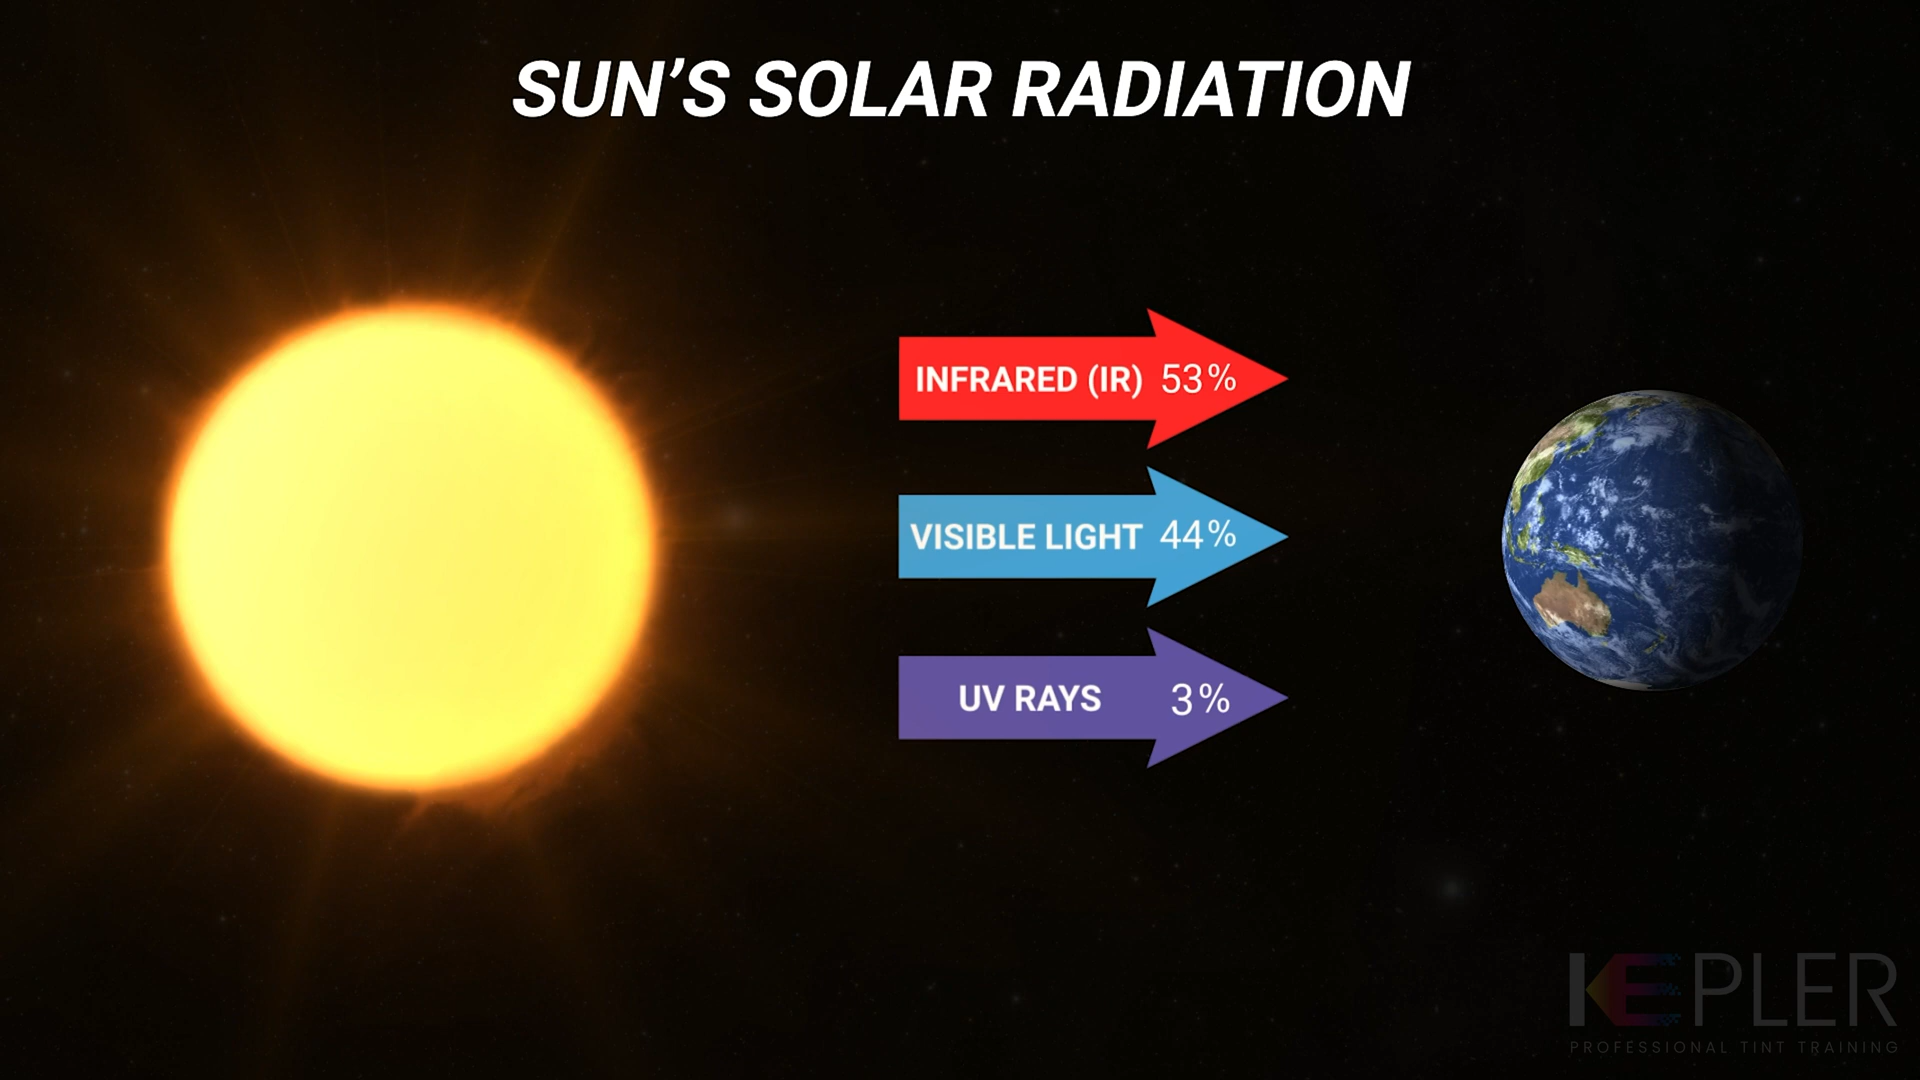 SUN’S SOLAR RADIATION
INFRARED (IR) 53%
VISIBLE LIGHT 44%
UV RAYS 3%
KEPLER
PROFESSIONAL TINT TRAINING